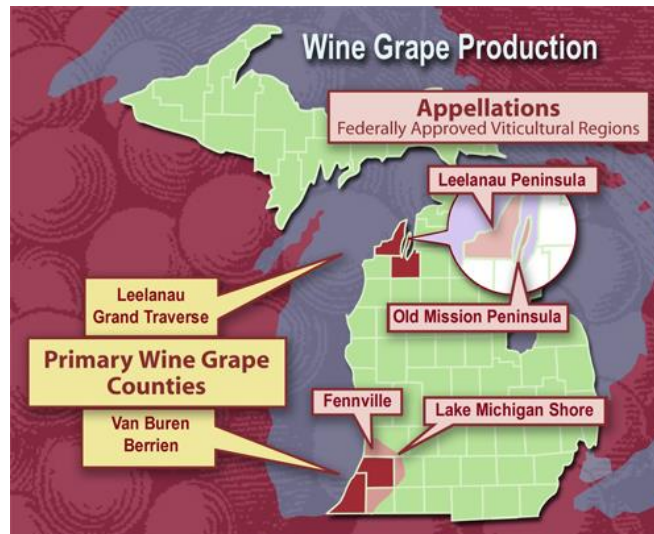 Wine Grape Production
Appellations
Federally Approved Viticultural Regions
Leelanau Peninsula
Leelanau
Grand Traverse
Old Mission Peninsula
Primary Wine Grape
Counties
Fennville
Lake Michigan Shore
Van Buren
Berrien